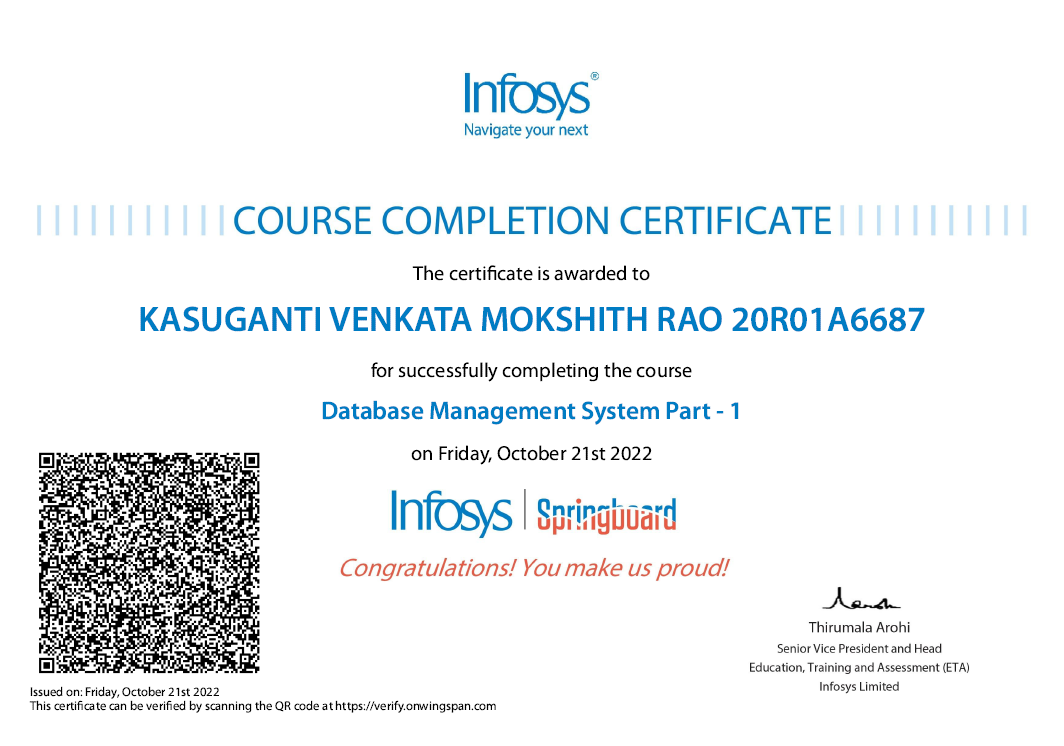 Infosys®
Navigate your next
COURSE COMPLETION CERTIFICATE
The certificate is awarded to
KASUGANTI VENKATA MOKSHITH RAO 20R01A6687
for successfully completing the course
Database Management System Part - 1
on Friday, October 21st 2022
Infosys | Springboard
Congratulations! You make us proud!
Thirumala Arohi
Senior Vice President and Head
Education, Training and Assessment (ETA)
Infosys Limited
Issued on: Friday, October 21st 2022
This certificate can be verified by scanning the QR code at https://verify.onwingspan.com